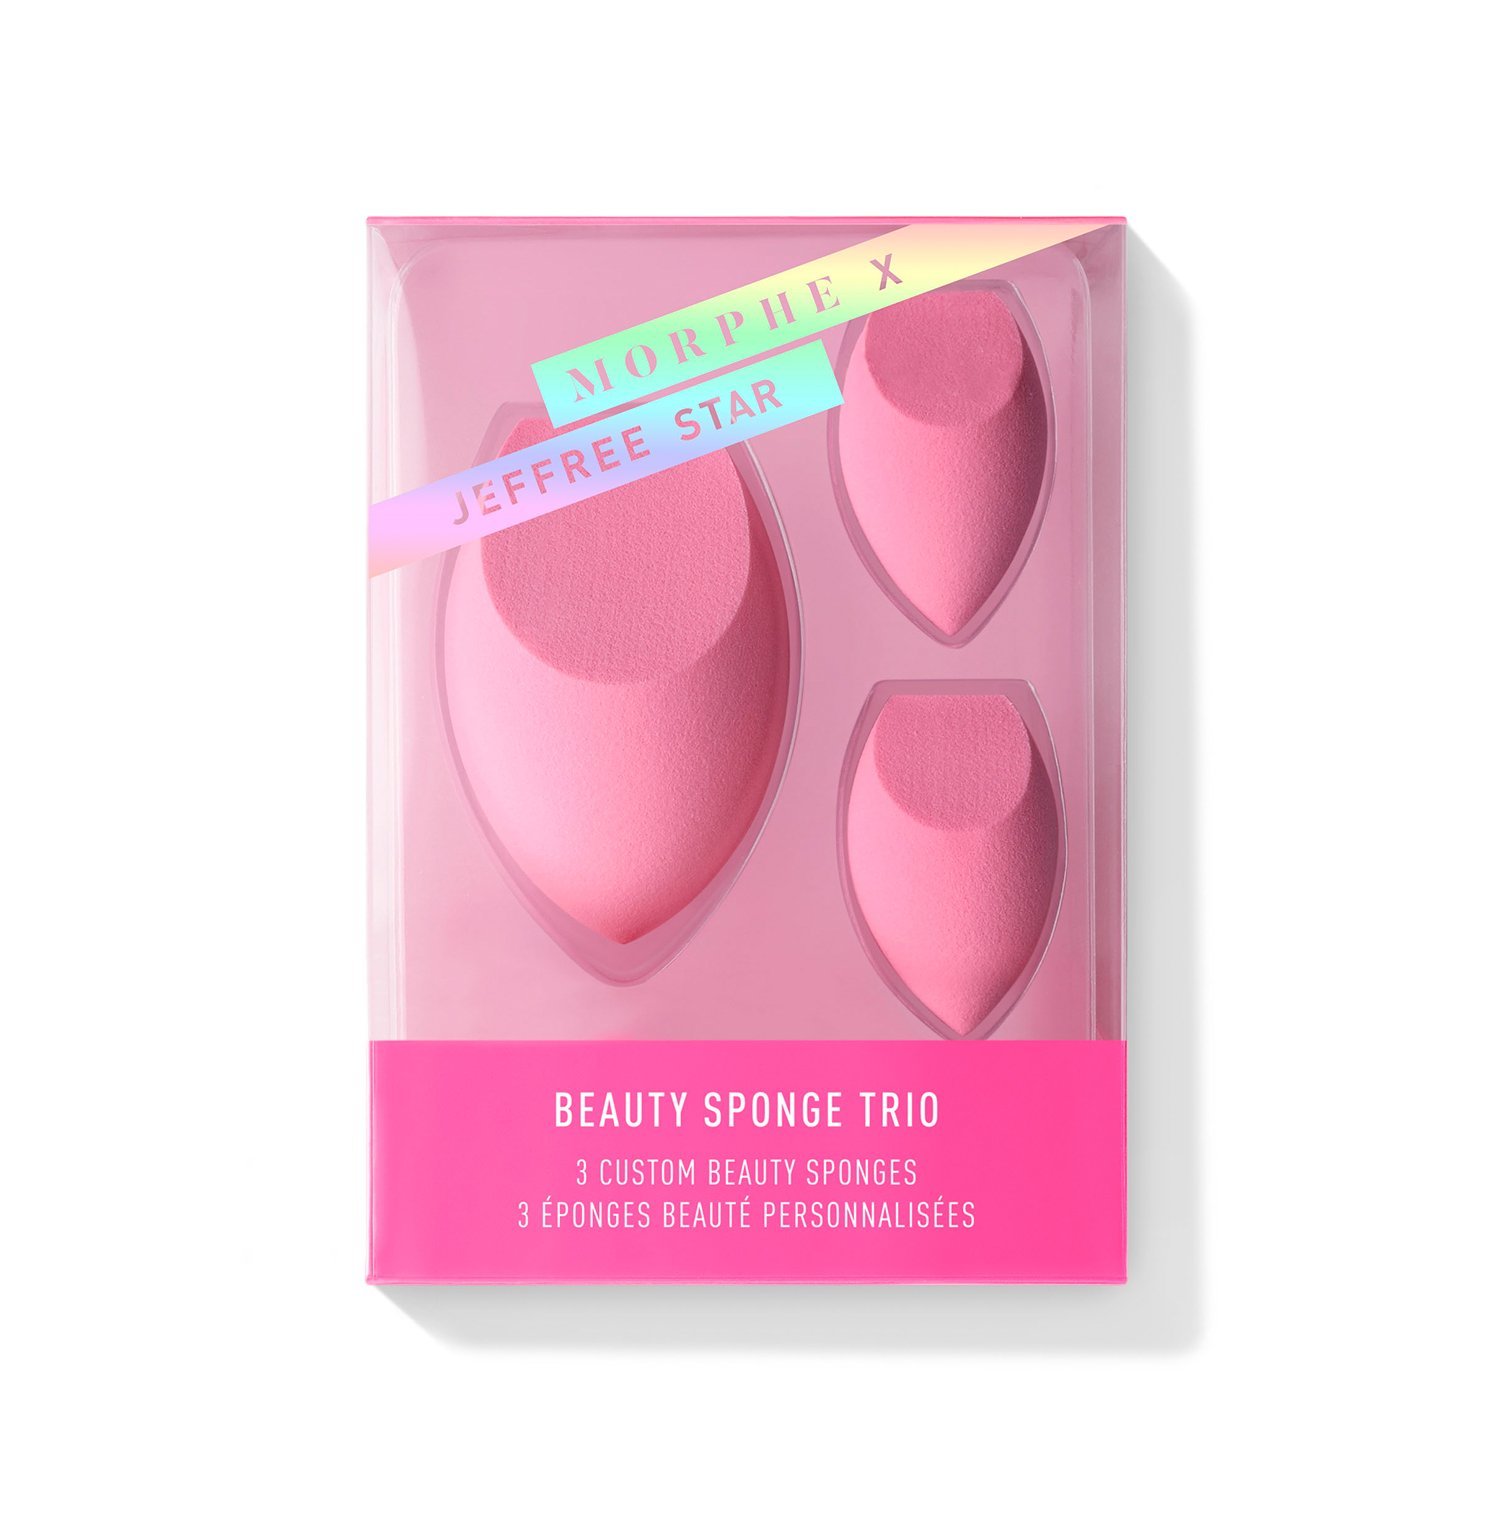 MORPHE X
JEFFREE STAR
BEAUTY SPONGE TRIO
3 CUSTOM BEAUTY SPONGES
3 ÉPONGES BEAUTÉ PERSONNALISÉES